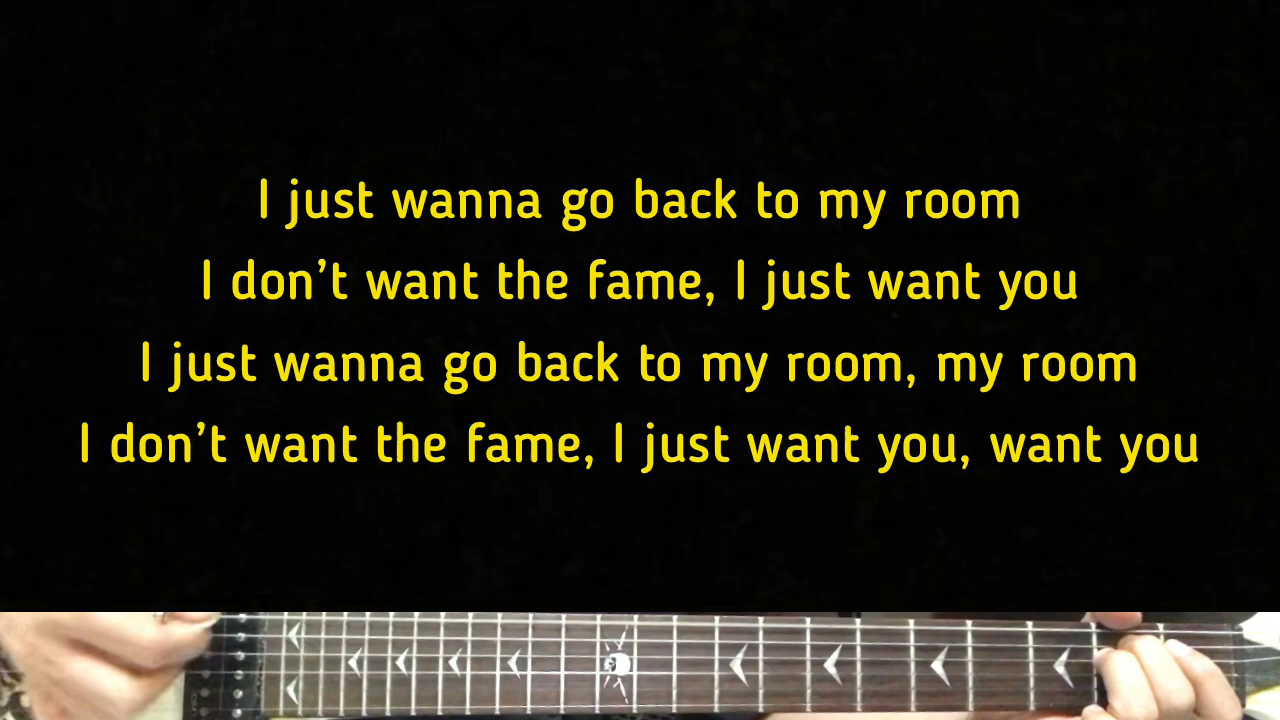 I just wanna go back to my room
I don’t want the fame, I just want you
I just wanna go back to my room, my room
I don’t want the fame, I just want you, want you